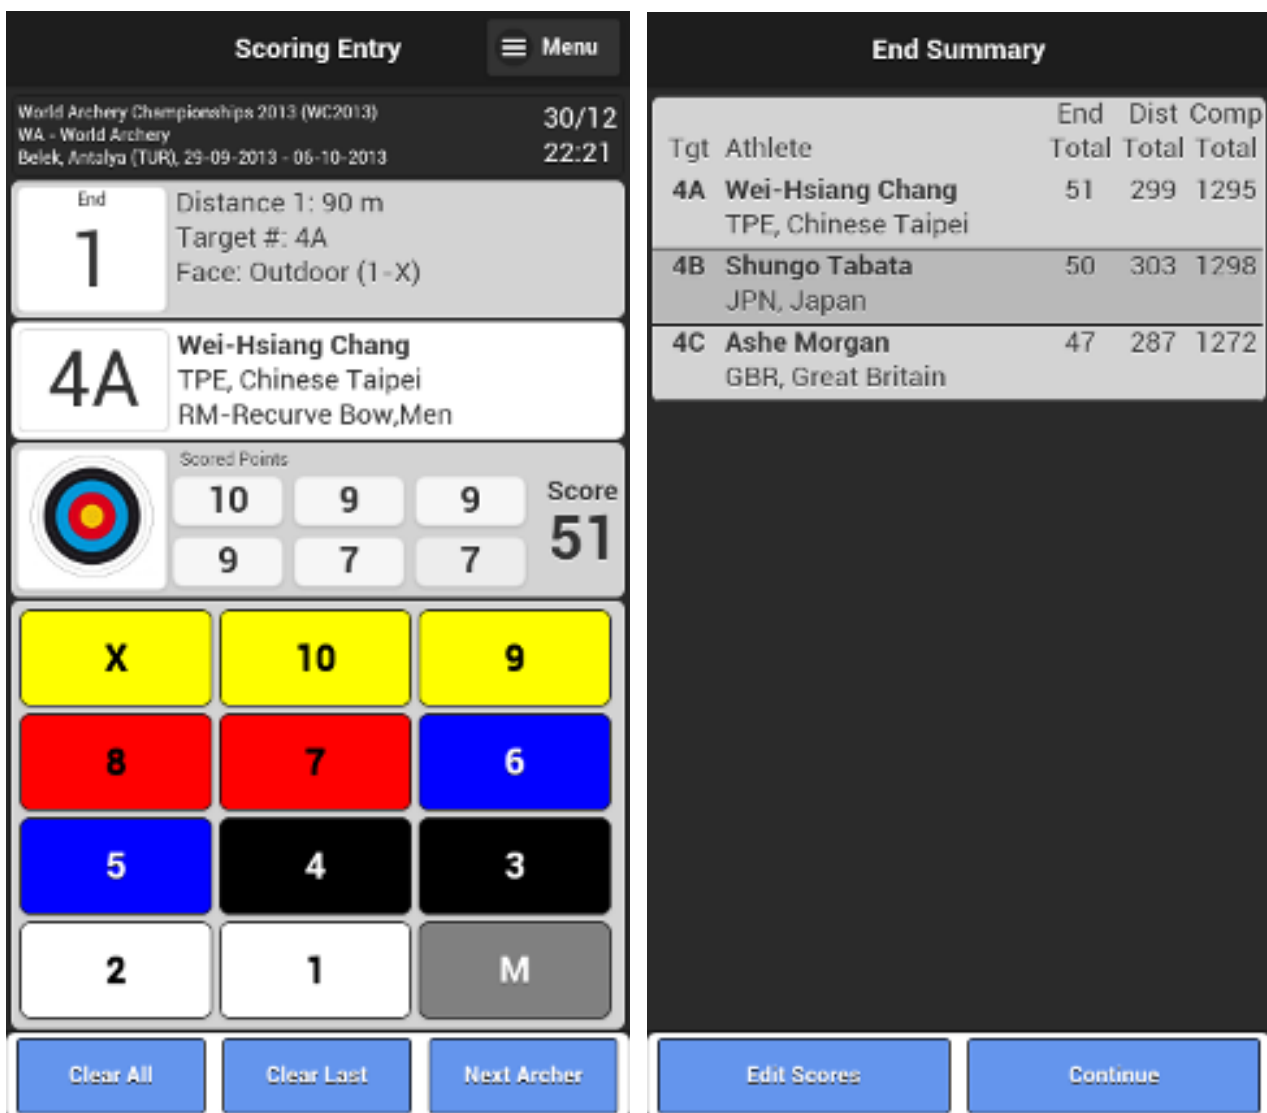 Scoring Entry
Menu
World Archery Championships 2013 (WC2013)
WA - World Archery
Belek, Antalya (TUR), 29-09-2013 - 06-10-2013
30/12
22:21
End
1
Distance 1: 90 m
Target #: 4A
Face: Outdoor (1-X)
4A
Wei-Hsiang Chang
TPE, Chinese Taipei
RM-Recurve Bow,Men
Scored Points
10 9 9
9 7 7
Score
51
X 10 9
8 7 6
5 4 3
2 1 M
Clear All Clear Last Next Archer
End Summary
End Dist Comp
Tgt Athlete Total Total Total
4A Wei-Hsiang Chang 51 299 1295
TPE, Chinese Taipei
4B Shungo Tabata 50 303 1298
JPN, Japan
4C Ashe Morgan 47 287 1272
GBR, Great Britain
Edit Scores Continue